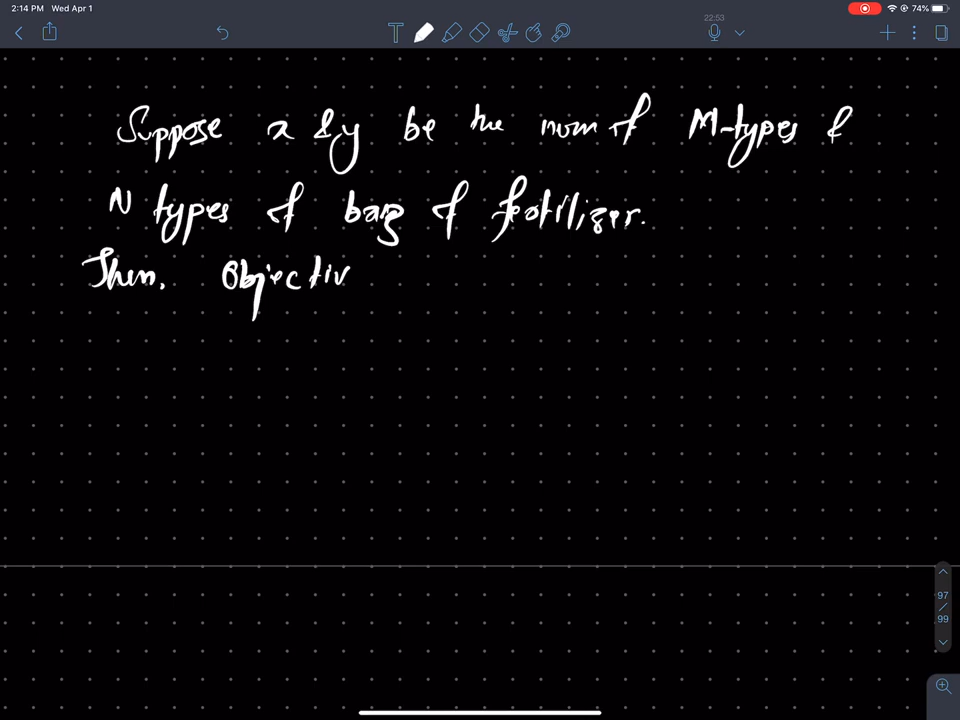 2:14 PM Wed Apr 1
74%
22:53
T
Suppose x & y be the num of M-types &
N types of bag of fertilizer.
Then, Objectiv
97
/
99